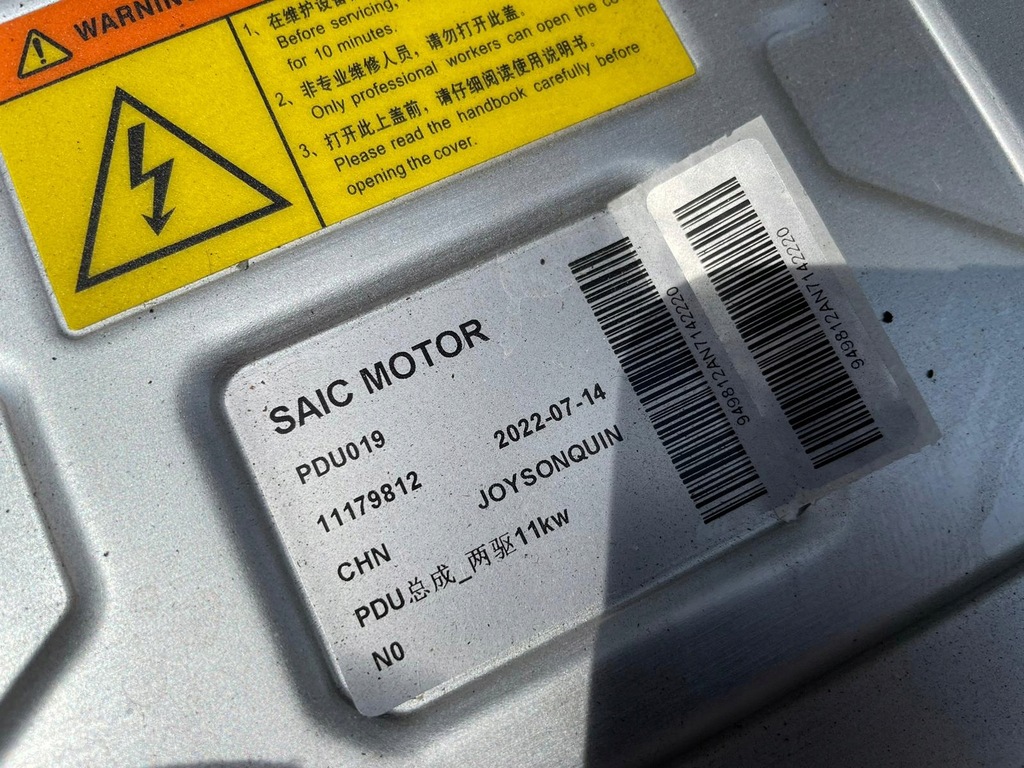 WARNING
1、在维护设备
Before servicing,
for 10 minutes.
2、非专业维修人员，请勿打开此盖。
Only professional workers can open the
3、打开此上盖前，请仔细阅读使用说明书。
Please read the handbook carefully before
opening the cover.
SAIC MOTOR
PDU019
11179812 2022-07-14
CHN JOYSONQUIN
PDU总成_两驱11kw
N0
949812AN7142220
949812AN7142220